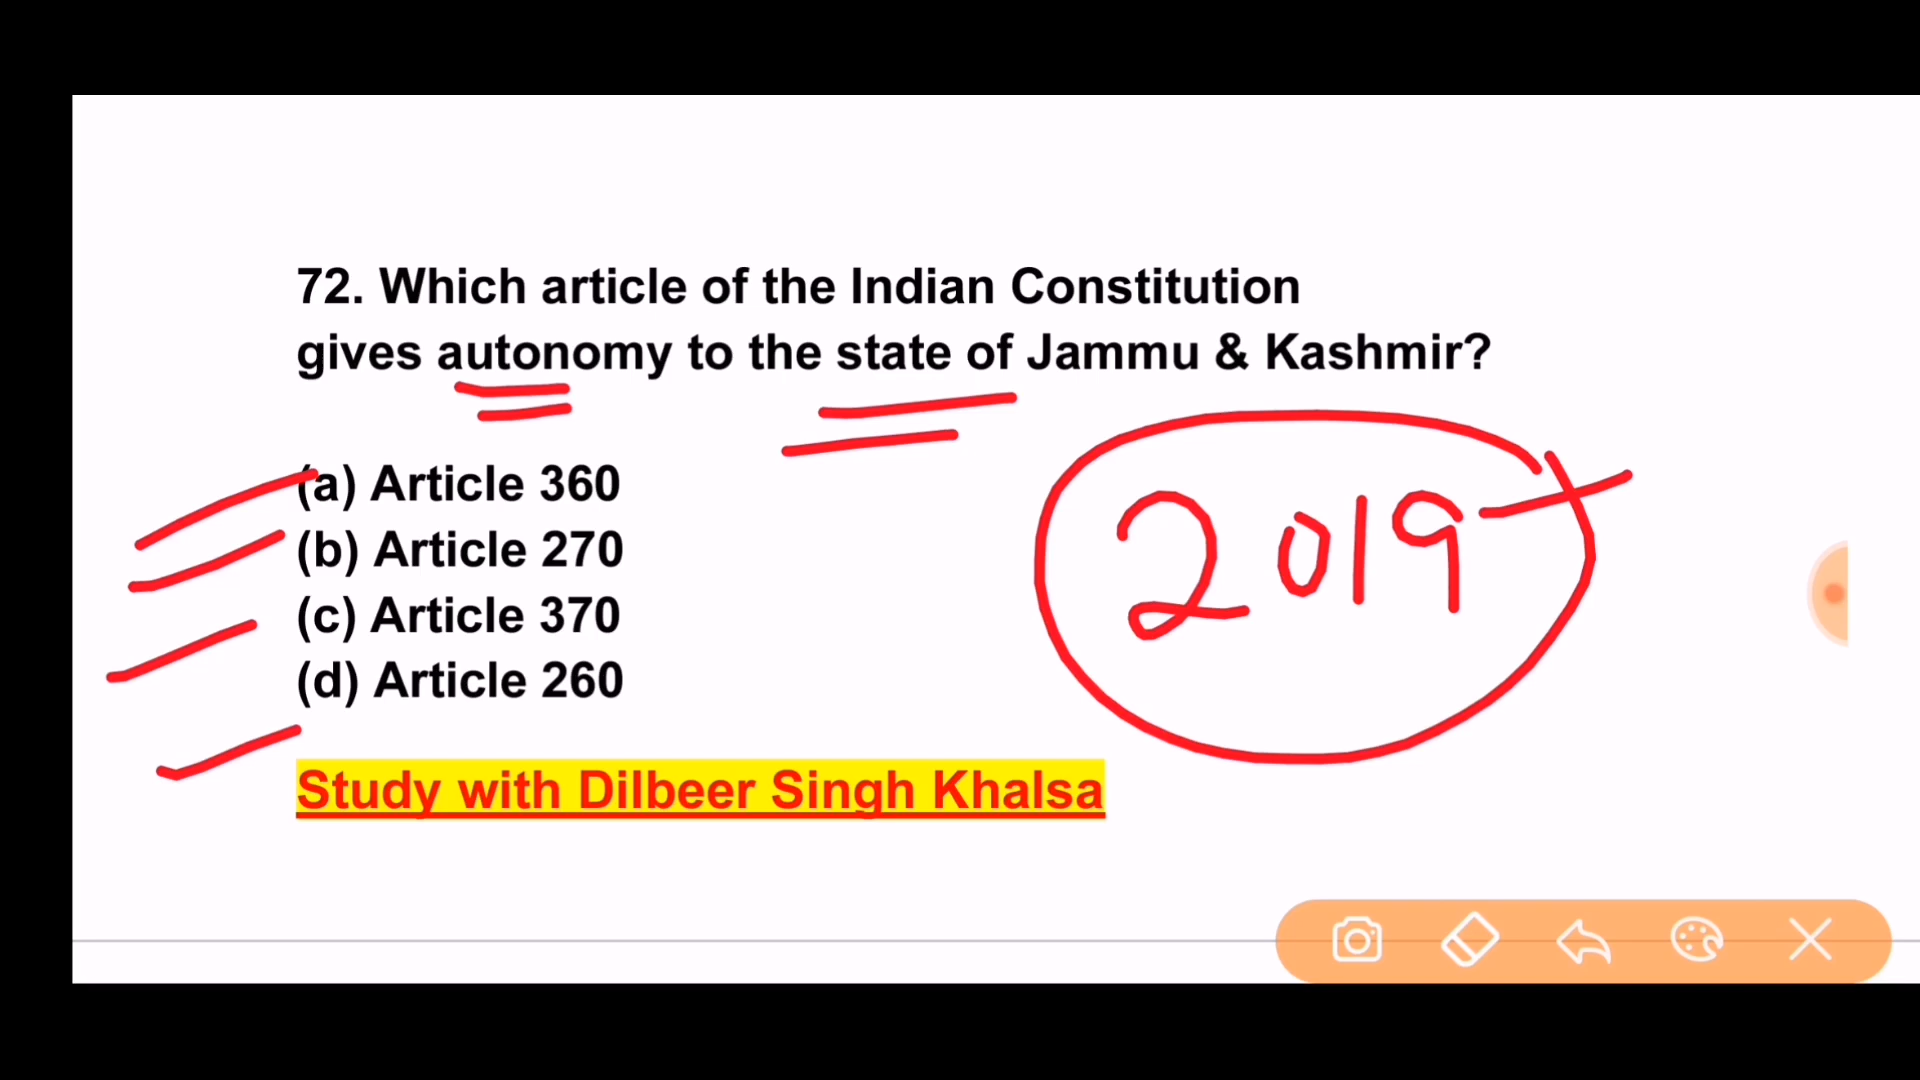 72. Which article of the Indian Constitution
gives autonomy to the state of Jammu & Kashmir?
(a) Article 360
(b) Article 270
(c) Article 370
(d) Article 260
2019
Study with Dilbeer Singh Khalsa